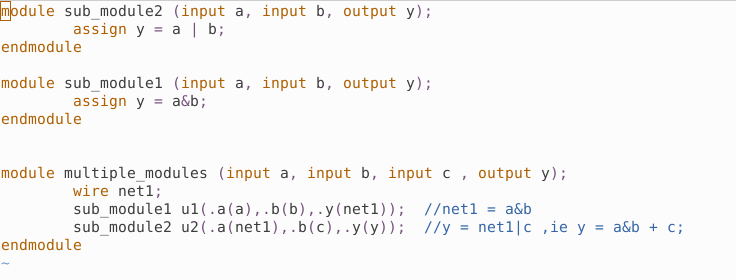 module sub_module2 (input a, input b, output y);
        assign y = a | b;
endmodule

sub_module1 (input a, input b, output y);
        assign y = a&b;
endmodule


module multiple_modules (input a, input b, input c , output y);
        wire net1;
        sub_module1 u1(.a(a),.b(b),.y(net1));  //net1 = a&b
        sub_module2 u2(.a(net1),.b(c),.y(y));  //y = net1|c ,ie y = a&b + c;
endmodule
~